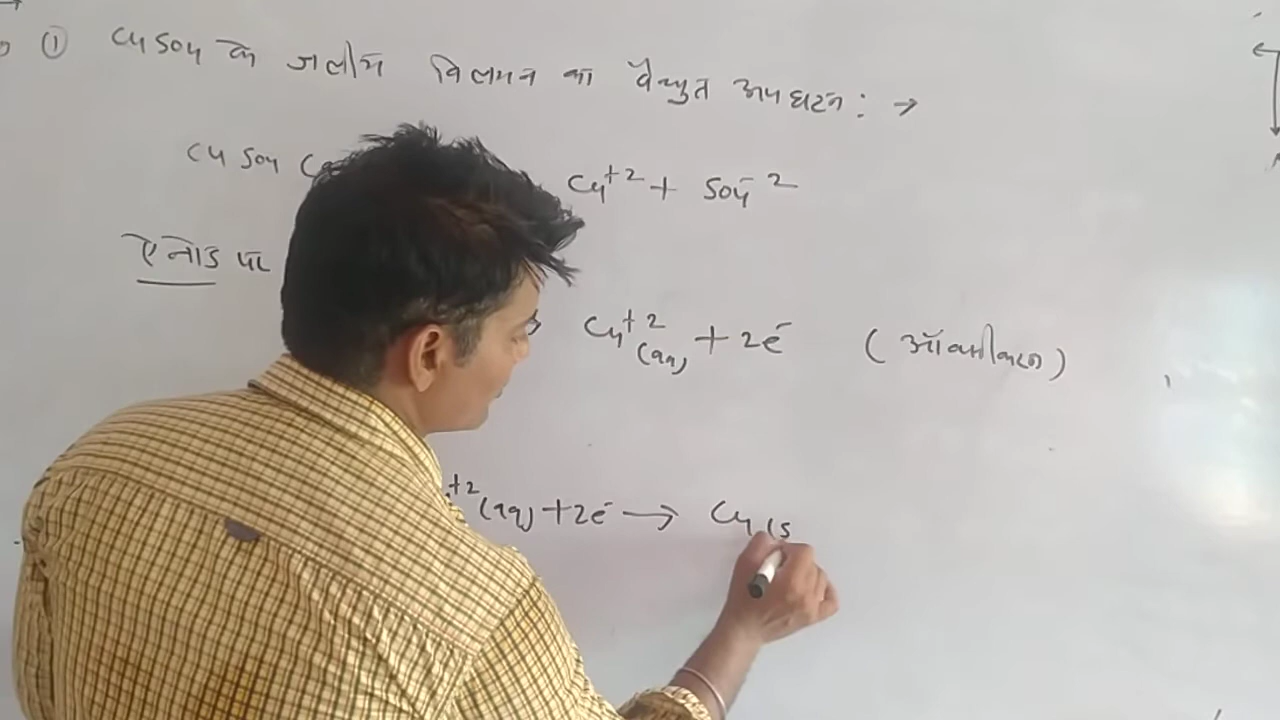 ① CuSO4 के जलीय विलयन का वैद्युत अपघटन : →
CuSO4 Cu+2 + SO4-2
ऐनोड पर
Cu+2(aq) + 2e- (ऑक्सीकरण)
+2(aq) + 2e- → Cu(s